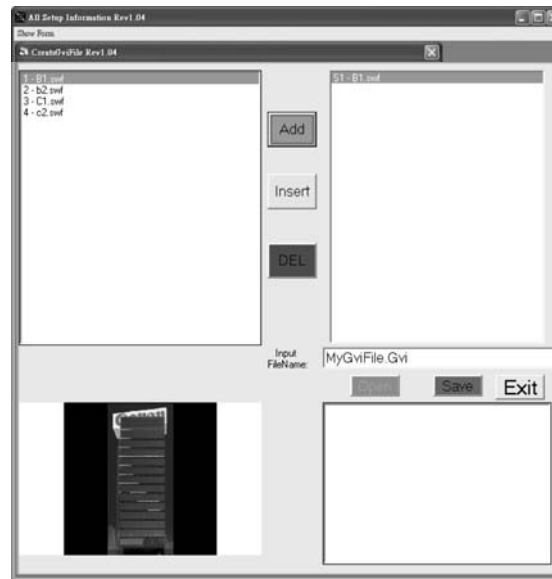 All Setup Information Rev1.04
Show Form
CreateGviFile Rev1.04
1 - B1.swf
2 - b2.swf
3 - C1.swf
4 - c2.swf
S1 - B1.swf
Add
Insert
DEL
Input
FileName:
MyGviFile.Gvi
Open
Save
Exit